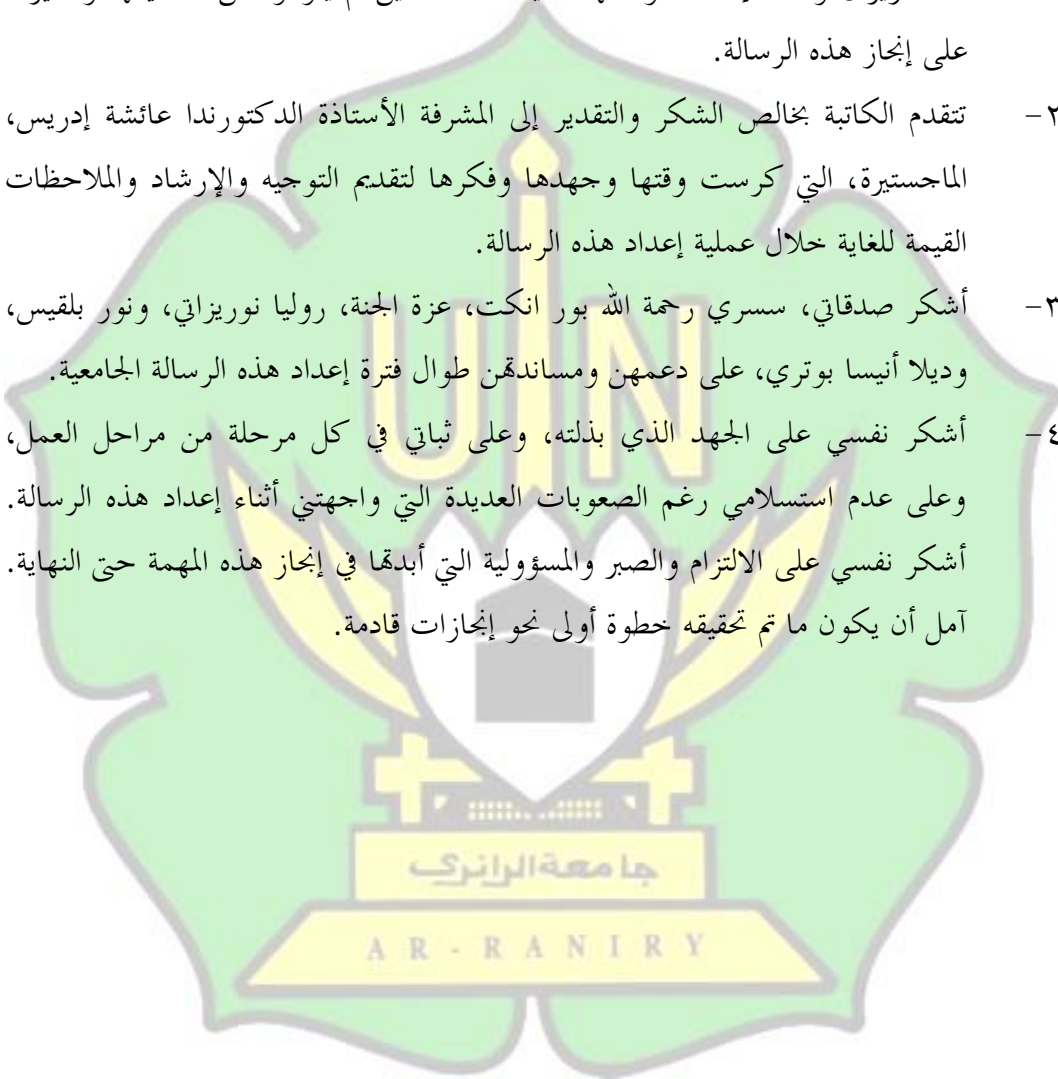 على إنجاز هذه الرسالة.
٢- تتقدم الكاتبة بخالص الشكر والتقدير إلى المشرفة الأستاذة الدكتورندا عائشة إدريس،
الماجستيرة، التي كرست وقتها وجهدها وفكرها لتقديم التوجيه والإرشاد والملاحظات
القيمة للغاية خلال عملية إعداد هذه الرسالة.
٣- أشكر صدقاتي، سسري رحمة الله بور انكت، عزة الجنة، روليا نوريزاتي، ونور بلقيس،
وديلا أنيسا بوتري، على دعمهن ومساندتهن طوال فترة إعداد هذه الرسالة الجامعية.
٤- أشكر نفسي على الجهد الذي بذلته، وعلى ثباتي في كل مرحلة من مراحل العمل،
وعلى عدم استسلامي رغم الصعوبات العديدة التي واجهتني أثناء إعداد هذه الرسالة.
أشكر نفسي على الالتزام والصبر والمسؤولية التي أبدتها في إنجاز هذه المهمة حتى النهاية.
آمل أن يكون ما تم تحقيقه خطوة أولى نحو إنجازات قادمة.
UIN
جامعة الرانري
AR-RANIRY